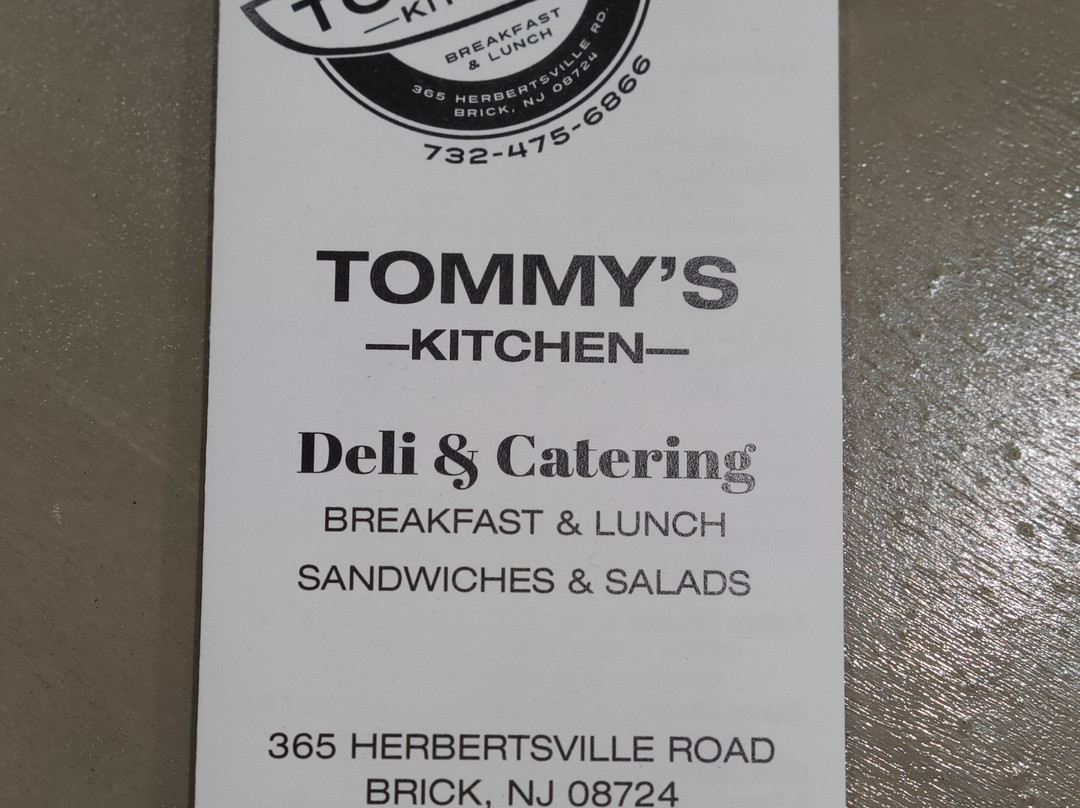 BREAKFAST
& LUNCH
365 HERBERTSVILLE RD.
BRICK, NJ 08724
732-475-6866
TOMMY’S
—KITCHEN—
Deli & Catering
BREAKFAST & LUNCH
SANDWICHES & SALADS
365 HERBERTSVILLE ROAD
BRICK, NJ 08724